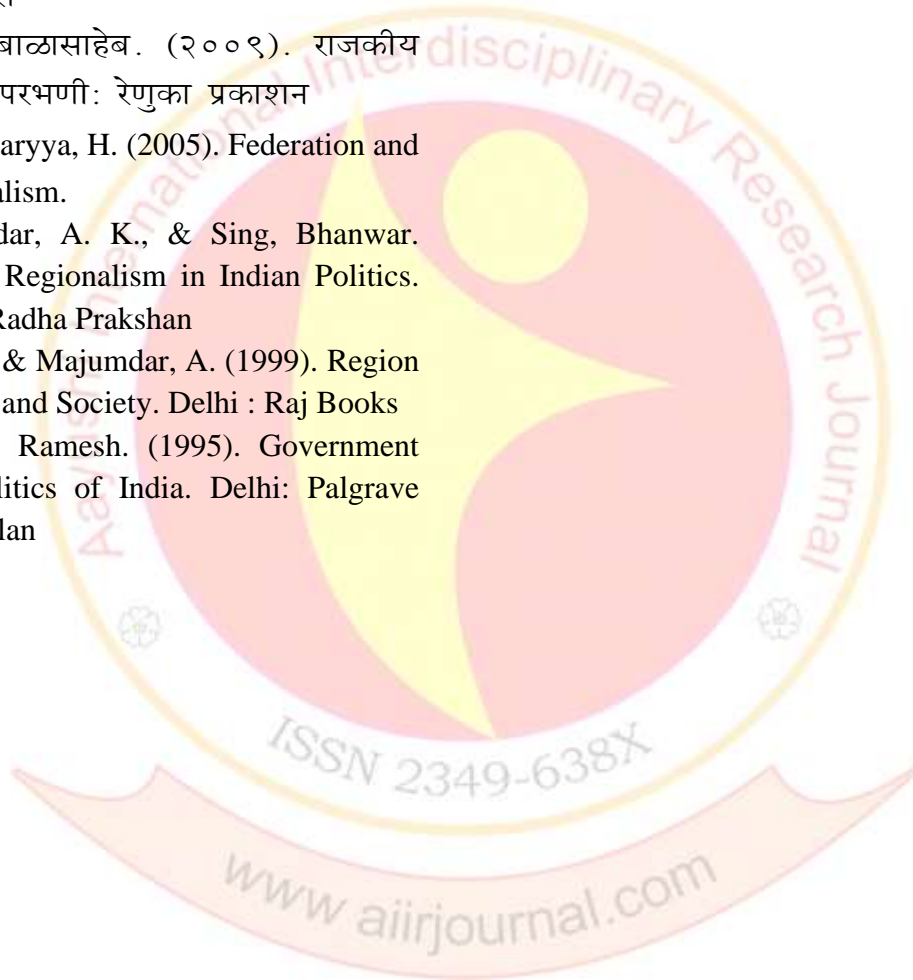 बाळासाहेब. (२००९). राजकीय
परभणी: रेणुका प्रकाशन
aryya, H. (2005). Federation and
alism.
dar, A. K., & Sing, Bhanwar.
Regionalism in Indian Politics.
Radha Prakshan
& Majumdar, A. (1999). Region
and Society. Delhi : Raj Books
Ramesh. (1995). Government
litics of India. Delhi: Palgrave
lan
Aayushi International Interdisciplinary Research Journal
ISSN 2349-638X
www aiirjournal.com